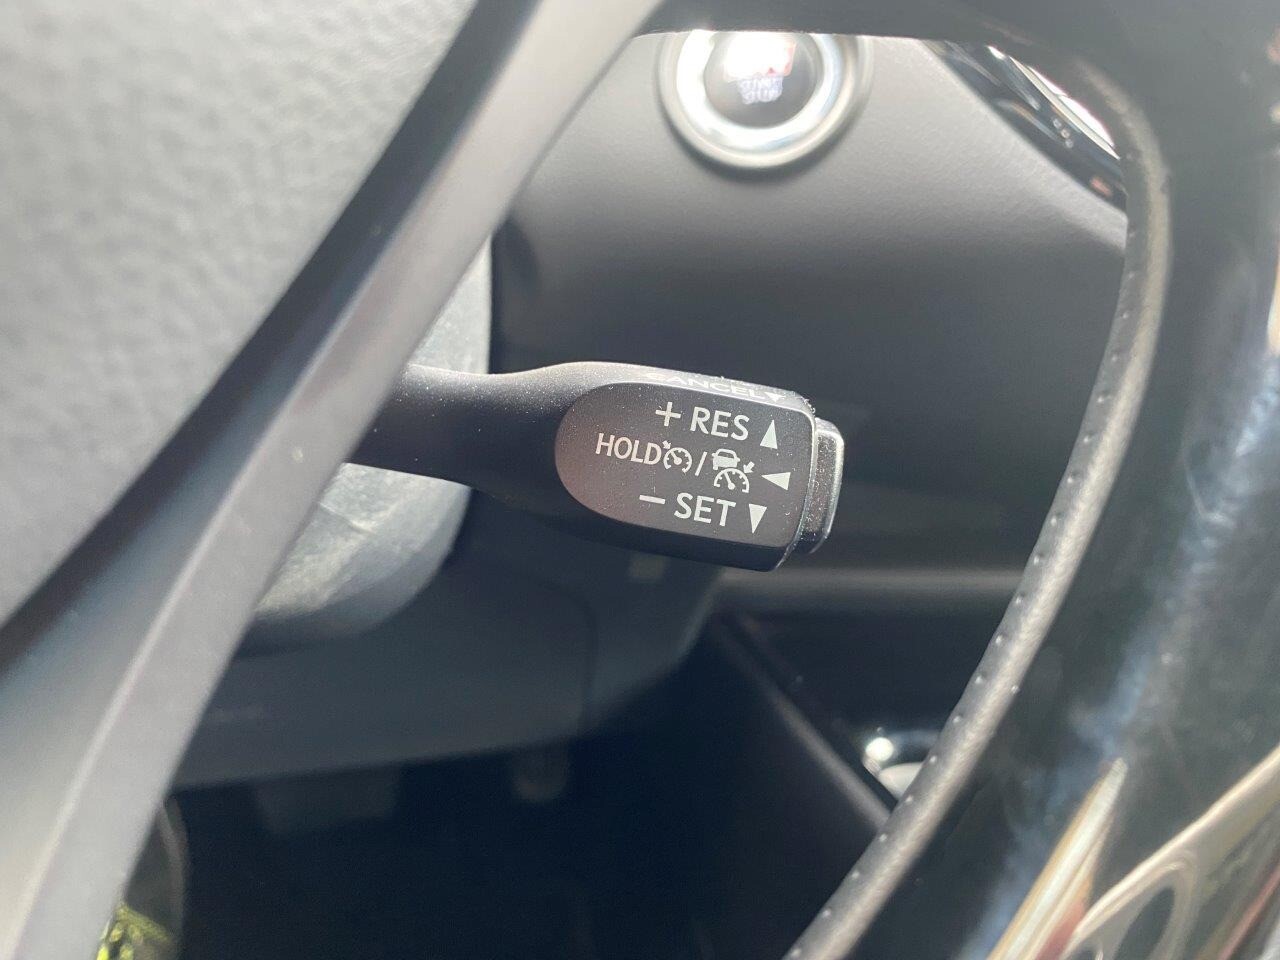 CANCEL▼
+ RES ▲
HOLD / ◀
− SET ▼